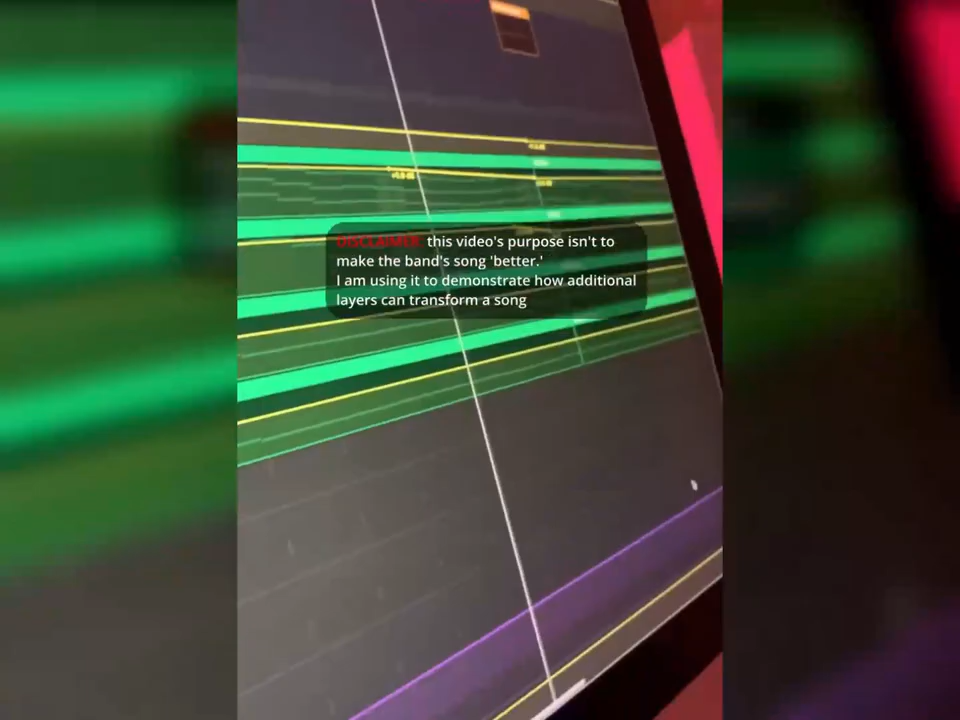 DISCLAIMER: this video's purpose isn't to
make the band's song 'better.'
I am using it to demonstrate how additional
layers can transform a song